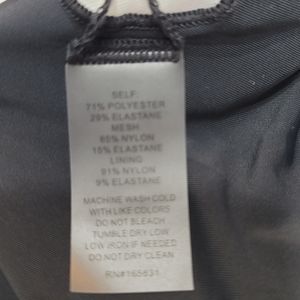 SELF:
71% POLYESTER
29% ELASTANE
MESH
85% NYLON
15% ELASTANE
LINING
91% NYLON
9% ELASTANE
MACHINE WASH COLD
WITH LIKE COLORS
DO NOT BLEACH
TUMBLE DRY LOW
LOW IRON IF NEEDED
DO NOT DRY CLEAN
RN#165631